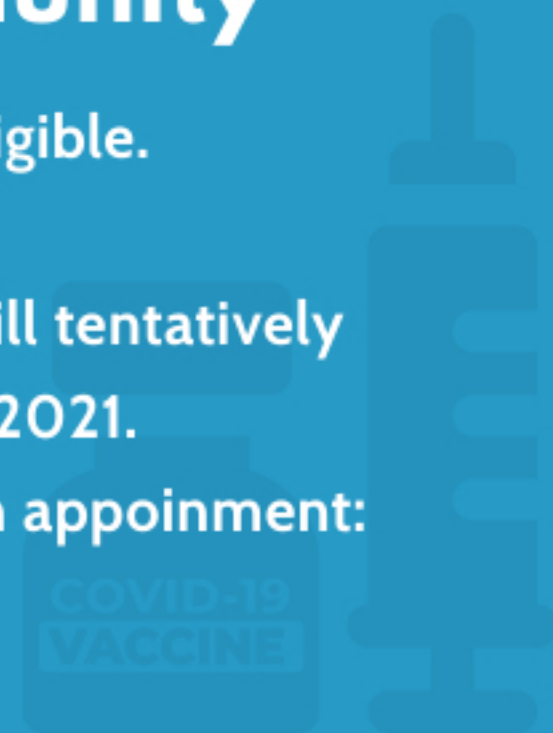 igible.
ill tentatively
2021.
appoinment:
COVID-19
VACCINE